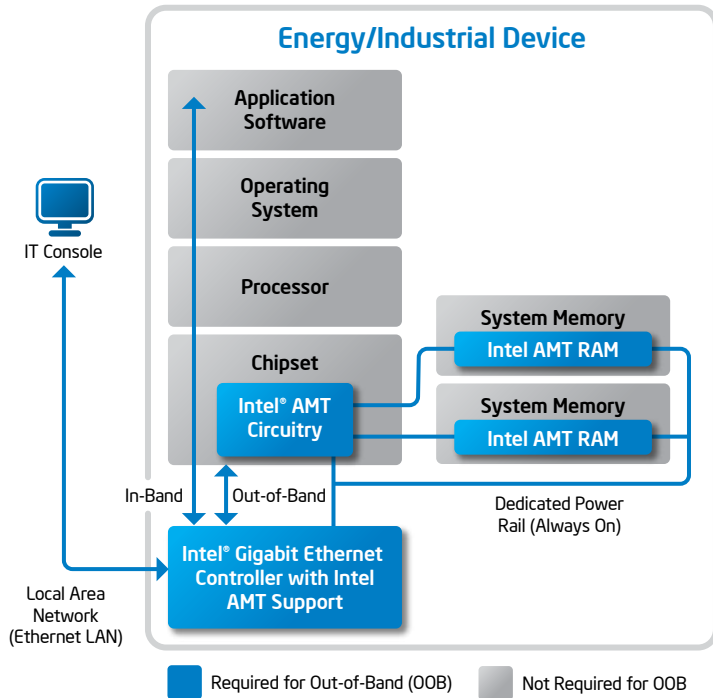 Energy/Industrial Device
Application
Software
Operating
System
IT Console
Processor
System Memory
Intel AMT RAM
Chipset
Intel® AMT
Circuitry
System Memory
Intel AMT RAM
In-Band
Out-of-Band
Dedicated Power
Rail (Always On)
Intel® Gigabit Ethernet
Controller with Intel
AMT Support
Local Area
Network
(Ethernet LAN)
Required for Out-of-Band (OOB)
Not Required for OOB